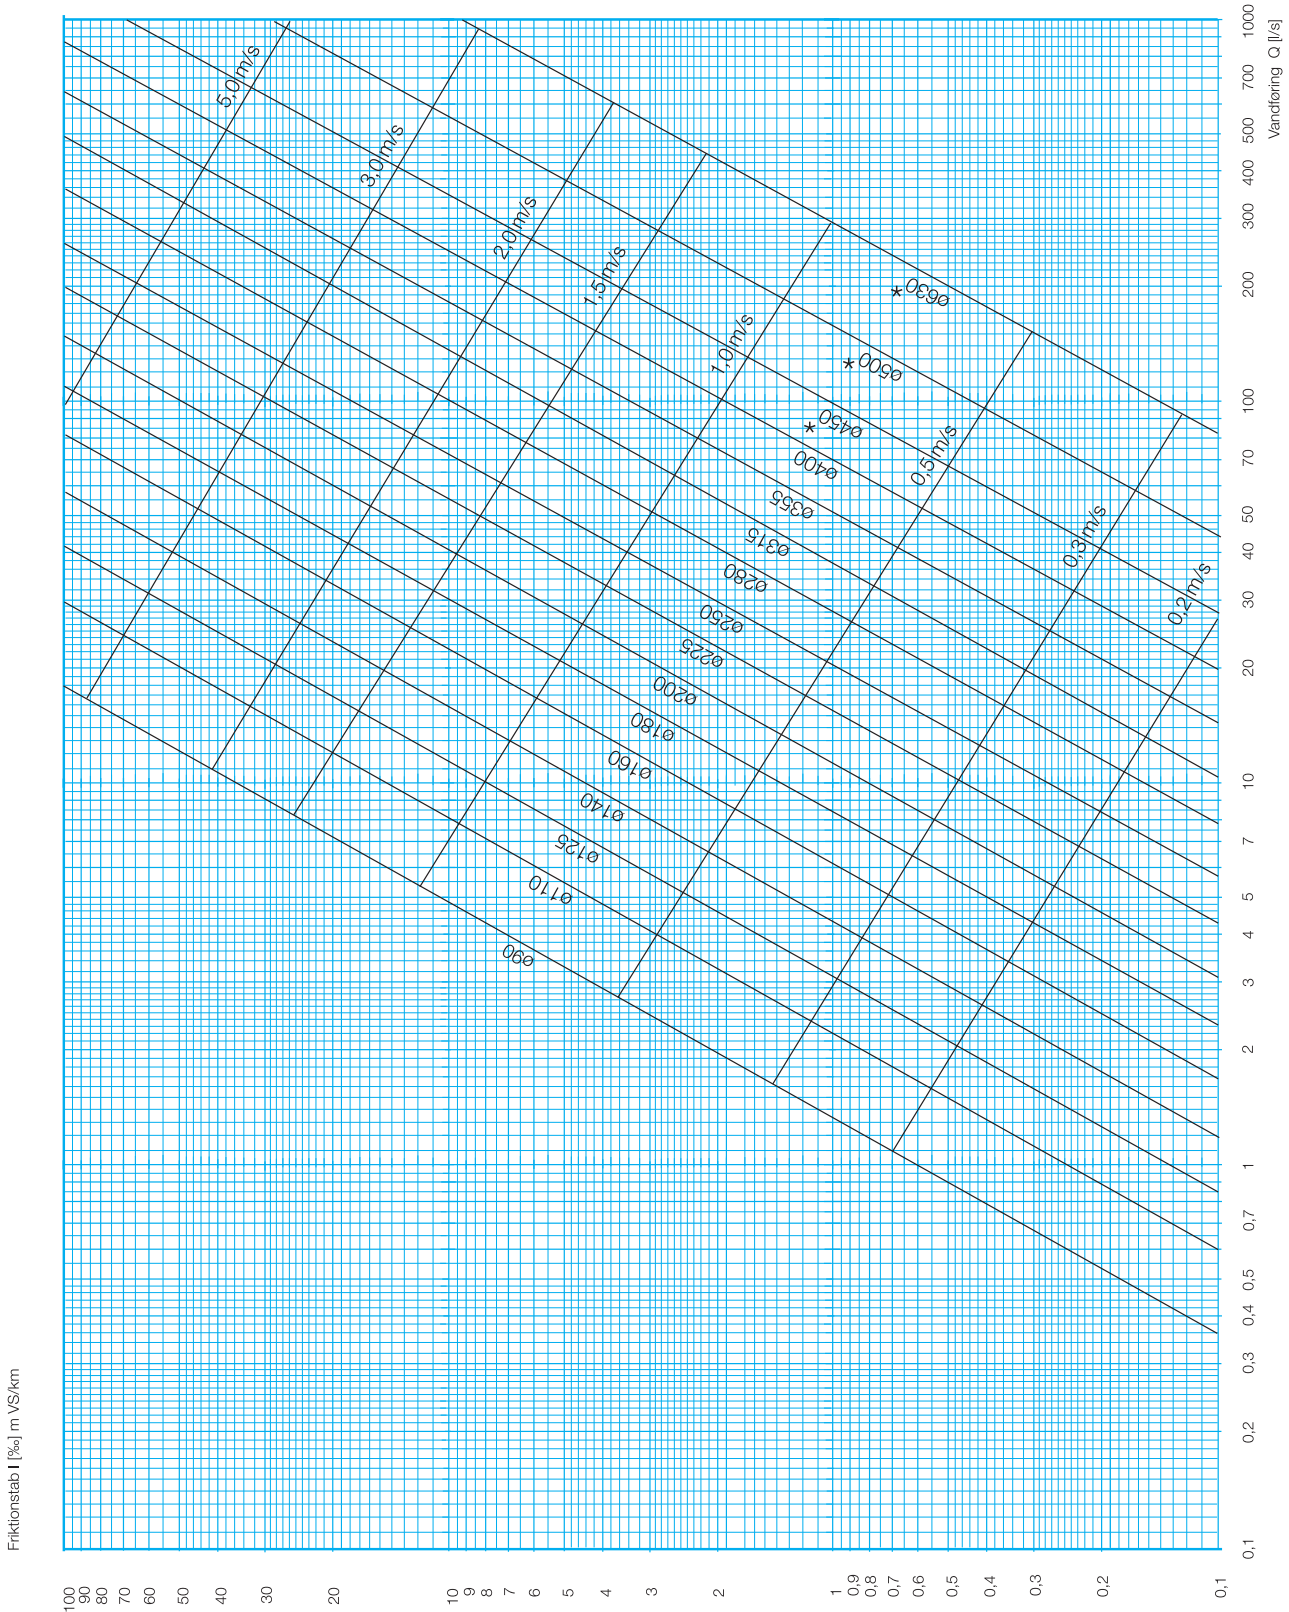 Friktionstab I [‰] m VS/km
100
90
80
70
60
50
40
30
20
10
9
8
7
6
5
4
3
2
1
0,9
0,8
0,7
0,6
0,5
0,4
0,3
0,2
0,1
Vandføring Q [l/s]
1000
700
500
400
300
200
100
70
50
40
30
20
10
7
5
4
3
2
1
0,7
0,5
0,4
0,3
0,2
0,1
5,0 m/s
3,0 m/s
2,0 m/s
1,5 m/s
1,0 m/s
0,5 m/s
0,3 m/s
0,2 m/s
ø630 *
ø500 *
ø450 *
ø400
ø355
ø315
ø280
ø250
ø225
ø200
ø180
ø160
ø140
ø125
ø110
ø90